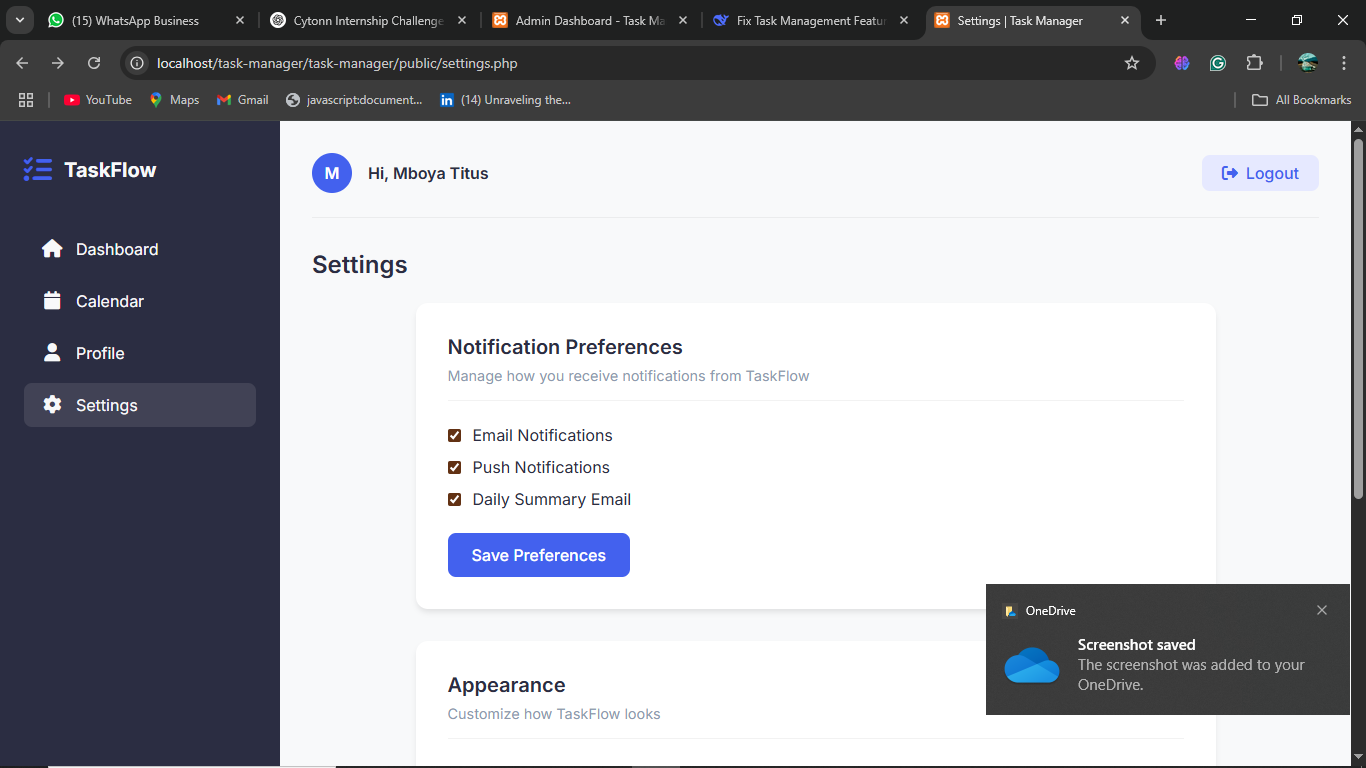 (15) WhatsApp Business
Cytonn Internship Challenge
Admin Dashboard - Task Ma
Fix Task Management Featur
Settings | Task Manager
localhost/task-manager/task-manager/public/settings.php
YouTube
Maps
Gmail
javascript:document...
(14) Unraveling the...
All Bookmarks
TaskFlow
Dashboard
Calendar
Profile
Settings
M
Hi, Mboya Titus
Logout
Settings
Notification Preferences
Manage how you receive notifications from TaskFlow
Email Notifications
Push Notifications
Daily Summary Email
Save Preferences
Appearance
Customize how TaskFlow looks
OneDrive
Screenshot saved
The screenshot was added to your
OneDrive.